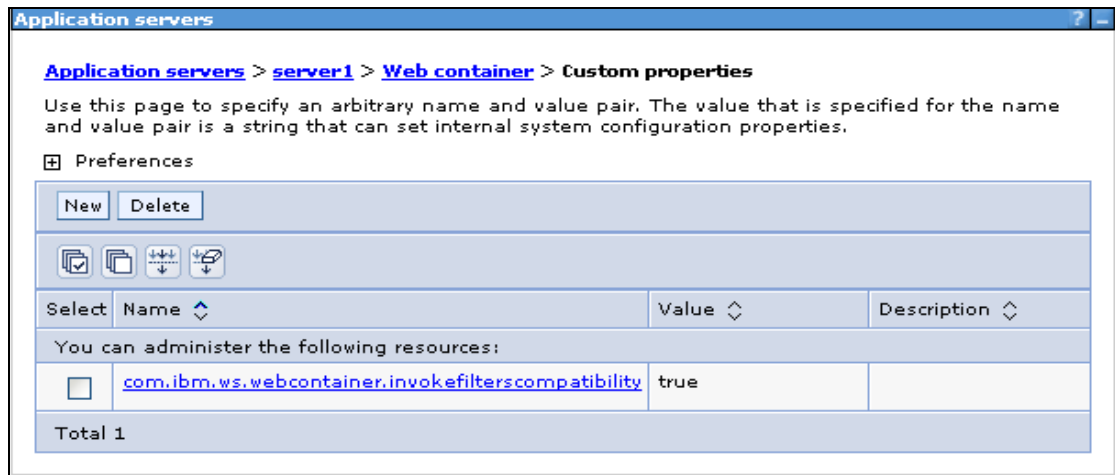 Application servers ? –
Application servers > server1 > Web container > Custom properties
Use this page to specify an arbitrary name and value pair. The value that is specified for the name
and value pair is a string that can set internal system configuration properties.
Preferences
New Delete
Select Name Value Description
You can administer the following resources:
com.ibm.ws.webcontainer.invokefilterscompatibility true
Total 1